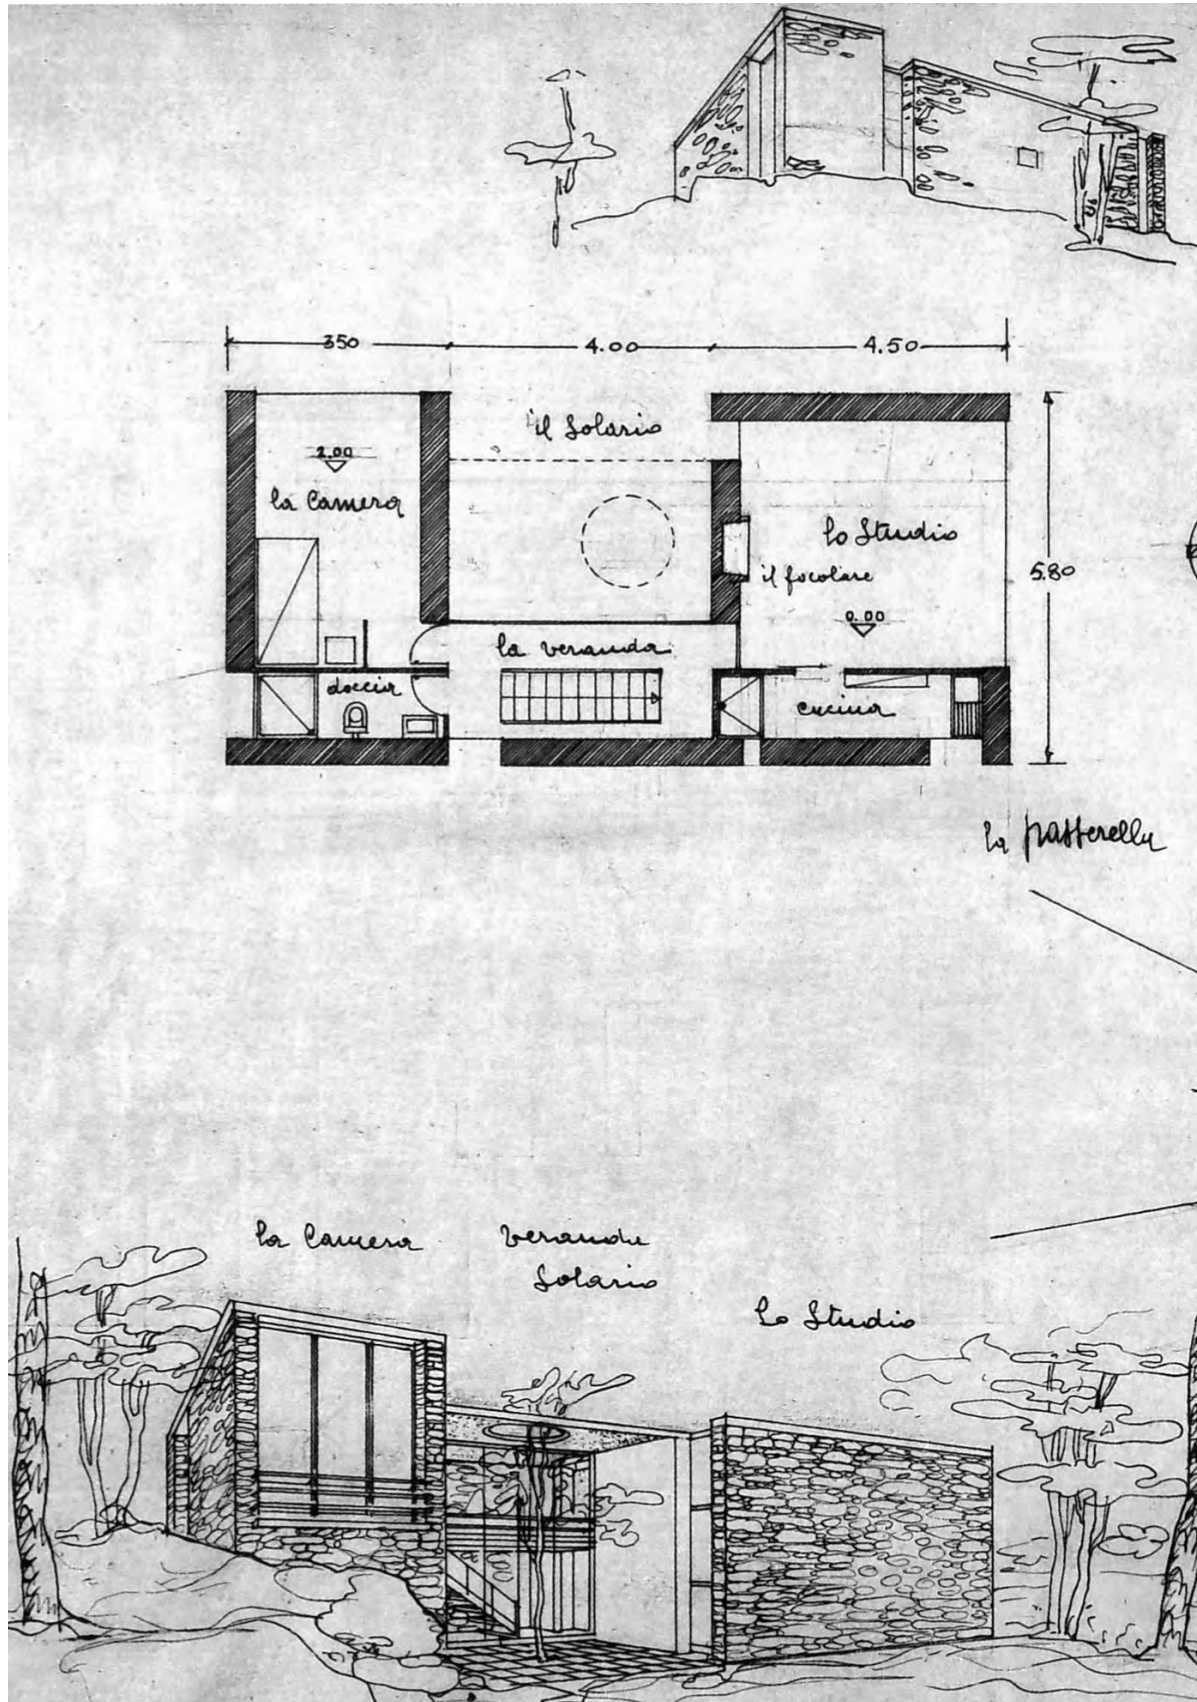 350
4.00
4.50
il Solario
2.00
la Camera
lo Studio
il focolare
5.80
0.00
la veranda
doccia
cucina
la passerella
la Camera
veranda
Solario
lo Studio